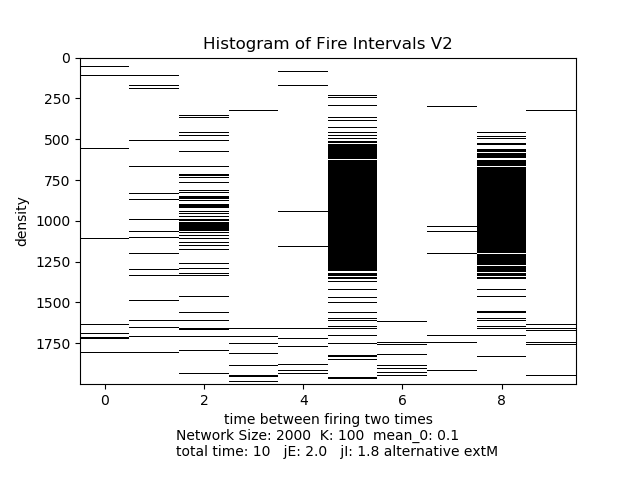 Histogram of Fire Intervals V2
0
250
500
750
1000
1250
1500
1750
density
0 2 4 6 8
time between firing two times
Network Size: 2000 K: 100 mean_0: 0.1
total time: 10 jE: 2.0 jI: 1.8 alternative extM